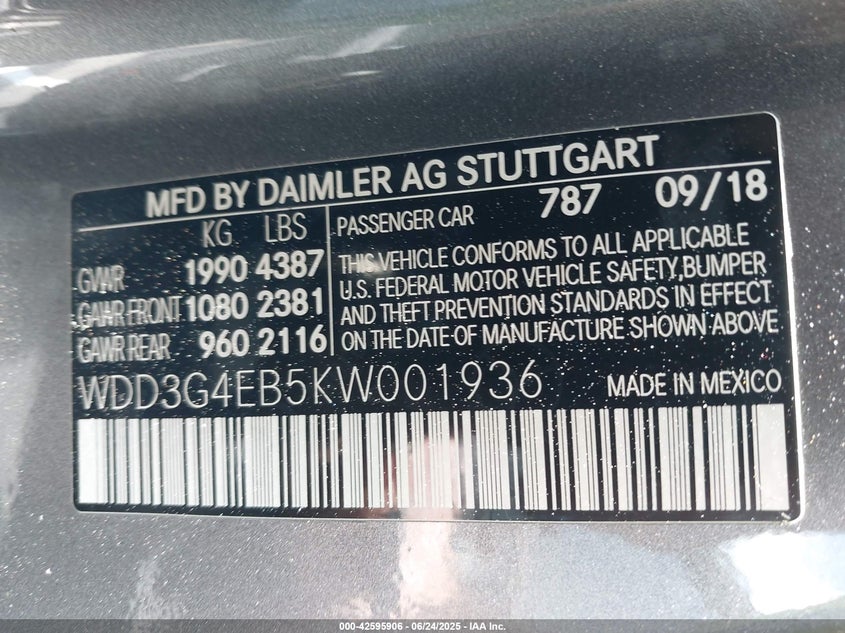 MFD BY DAIMLER AG STUTTGART
KG LBS
GVWR 1990 4387
GAWR FRONT 1080 2381
GAWR REAR 960 2116
PASSENGER CAR 787 09/18
THIS VEHICLE CONFORMS TO ALL APPLICABLE
U.S. FEDERAL MOTOR VEHICLE SAFETY,BUMPER
AND THEFT PREVENTION STANDARDS IN EFFECT
ON THE DATE OF MANUFACTURE SHOWN ABOVE
WDD3G4EB5KW001936 MADE IN MEXICO
000-42595906 - 06/24/2025 - IAA Inc.